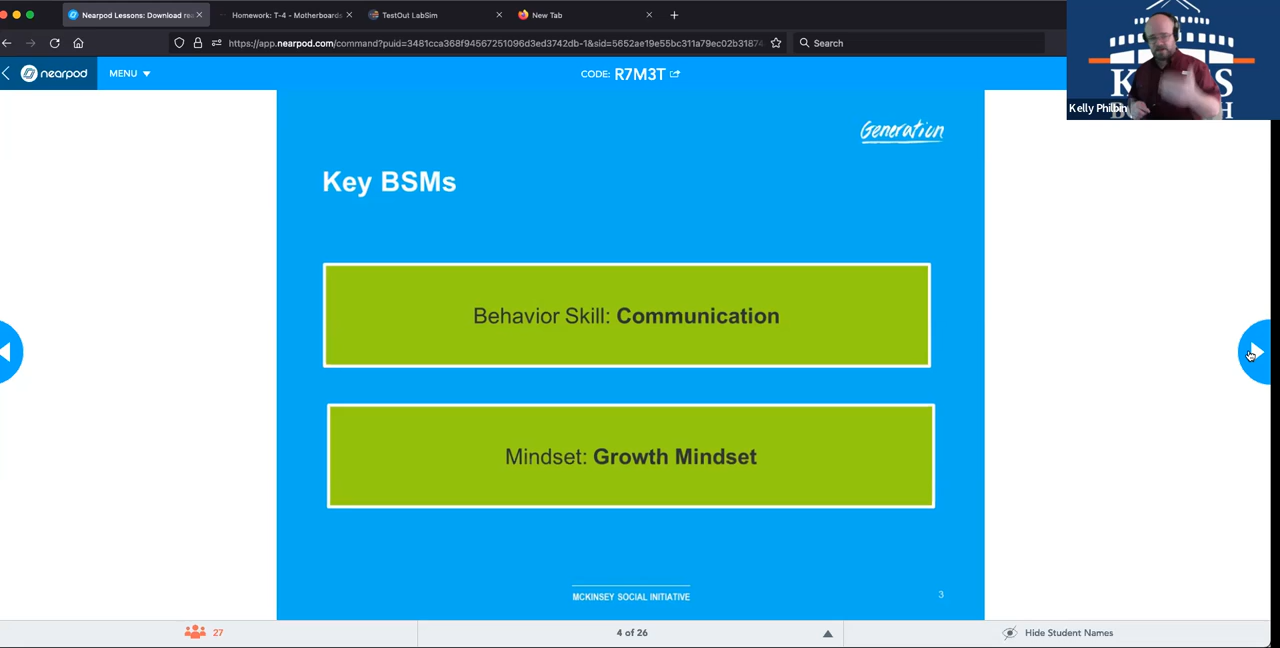 Nearpod Lessons: Download rea
Homework: T-4 - Motherboards
TestOut LabSim
New Tab
https://app.nearpod.com/command?puid=3481cca368f94567251096d3ed3742db-1&sid=5652ae19e55bc311a79ec02b31874
Search
nearpod
MENU
CODE: R7M3T
Kelly Philbin
Generation
Key BSMs
Behavior Skill: Communication
Mindset: Growth Mindset
MCKINSEY SOCIAL INITIATIVE
3
27
4 of 26
Hide Student Names